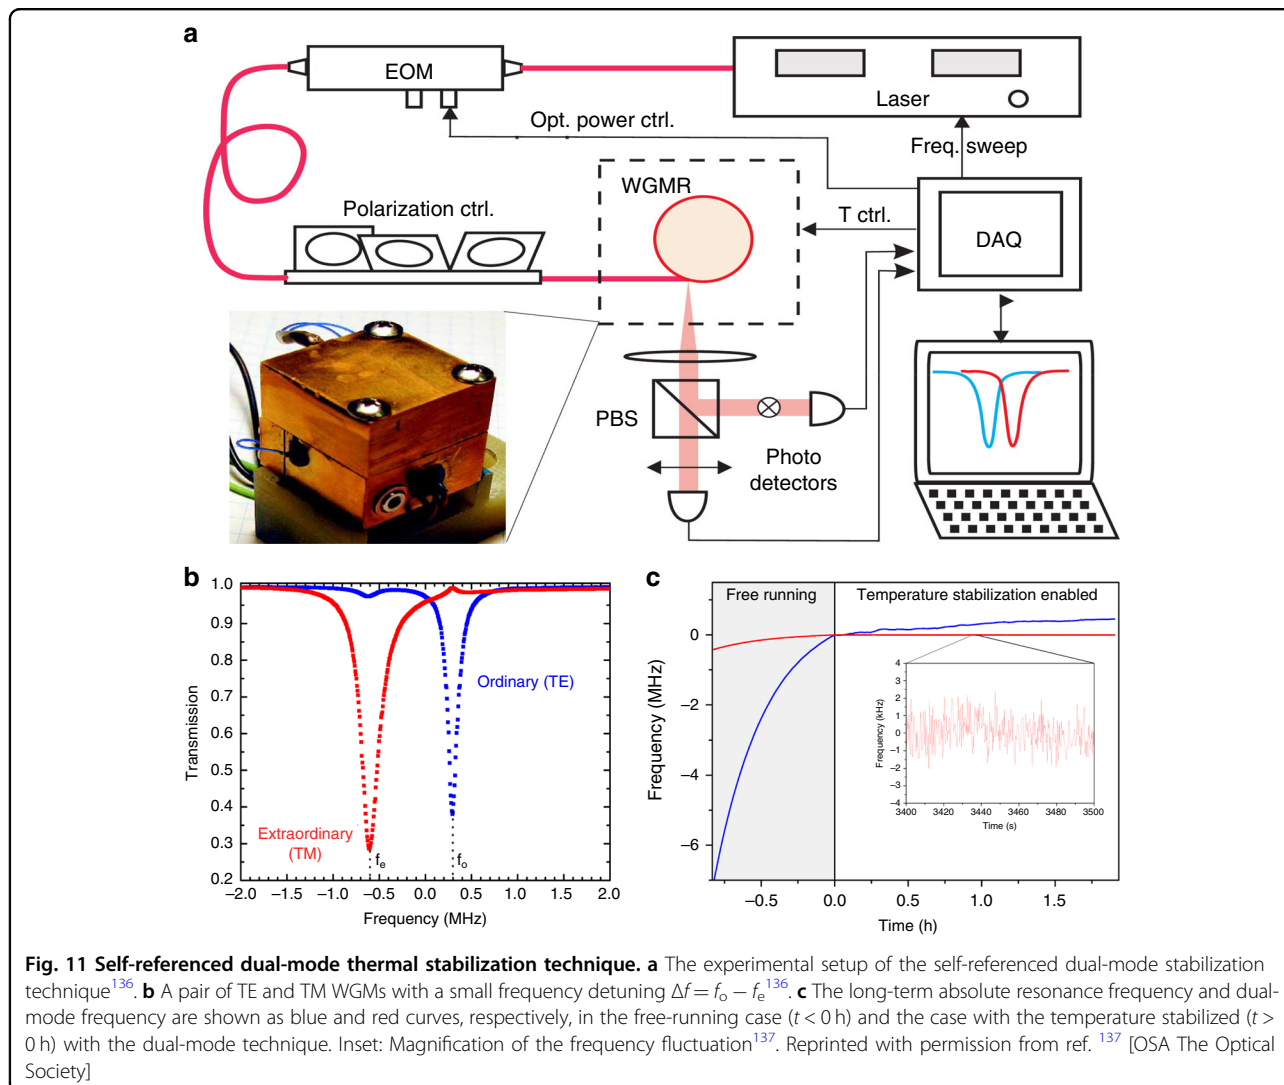 a
EOM
Laser
Opt. power ctrl.
Freq. sweep
WGMR
Polarization ctrl.
T ctrl.
DAQ
PBS
Photo
detectors
b
1.0
0.9
0.8
0.7
0.6
0.5
0.4
0.3
0.2
Transmission
Ordinary (TE)
Extraordinary
(TM)
fe
fo
−2.0 −1.5 −1.0 −0.5 0.0 0.5 1.0 1.5 2.0
Frequency (MHz)
c
Free running
Temperature stabilization enabled
0
−2
−4
−6
Frequency (MHz)
4
3
2
1
0
−1
−2
−3
−4
Frequency (kHz)
3400 3420 3440 3460 3480 3500
Time (s)
−0.5 0.0 0.5 1.0 1.5
Time (h)
Fig. 11 Self-referenced dual-mode thermal stabilization technique. a The experimental setup of the self-referenced dual-mode stabilization
technique136. b A pair of TE and TM WGMs with a small frequency detuning Δf = fo − fe136. c The long-term absolute resonance frequency and dual-
mode frequency are shown as blue and red curves, respectively, in the free-running case (t < 0 h) and the case with the temperature stabilized (t >
0 h) with the dual-mode technique. Inset: Magnification of the frequency fluctuation137. Reprinted with permission from ref. 137 [OSA The Optical
Society]